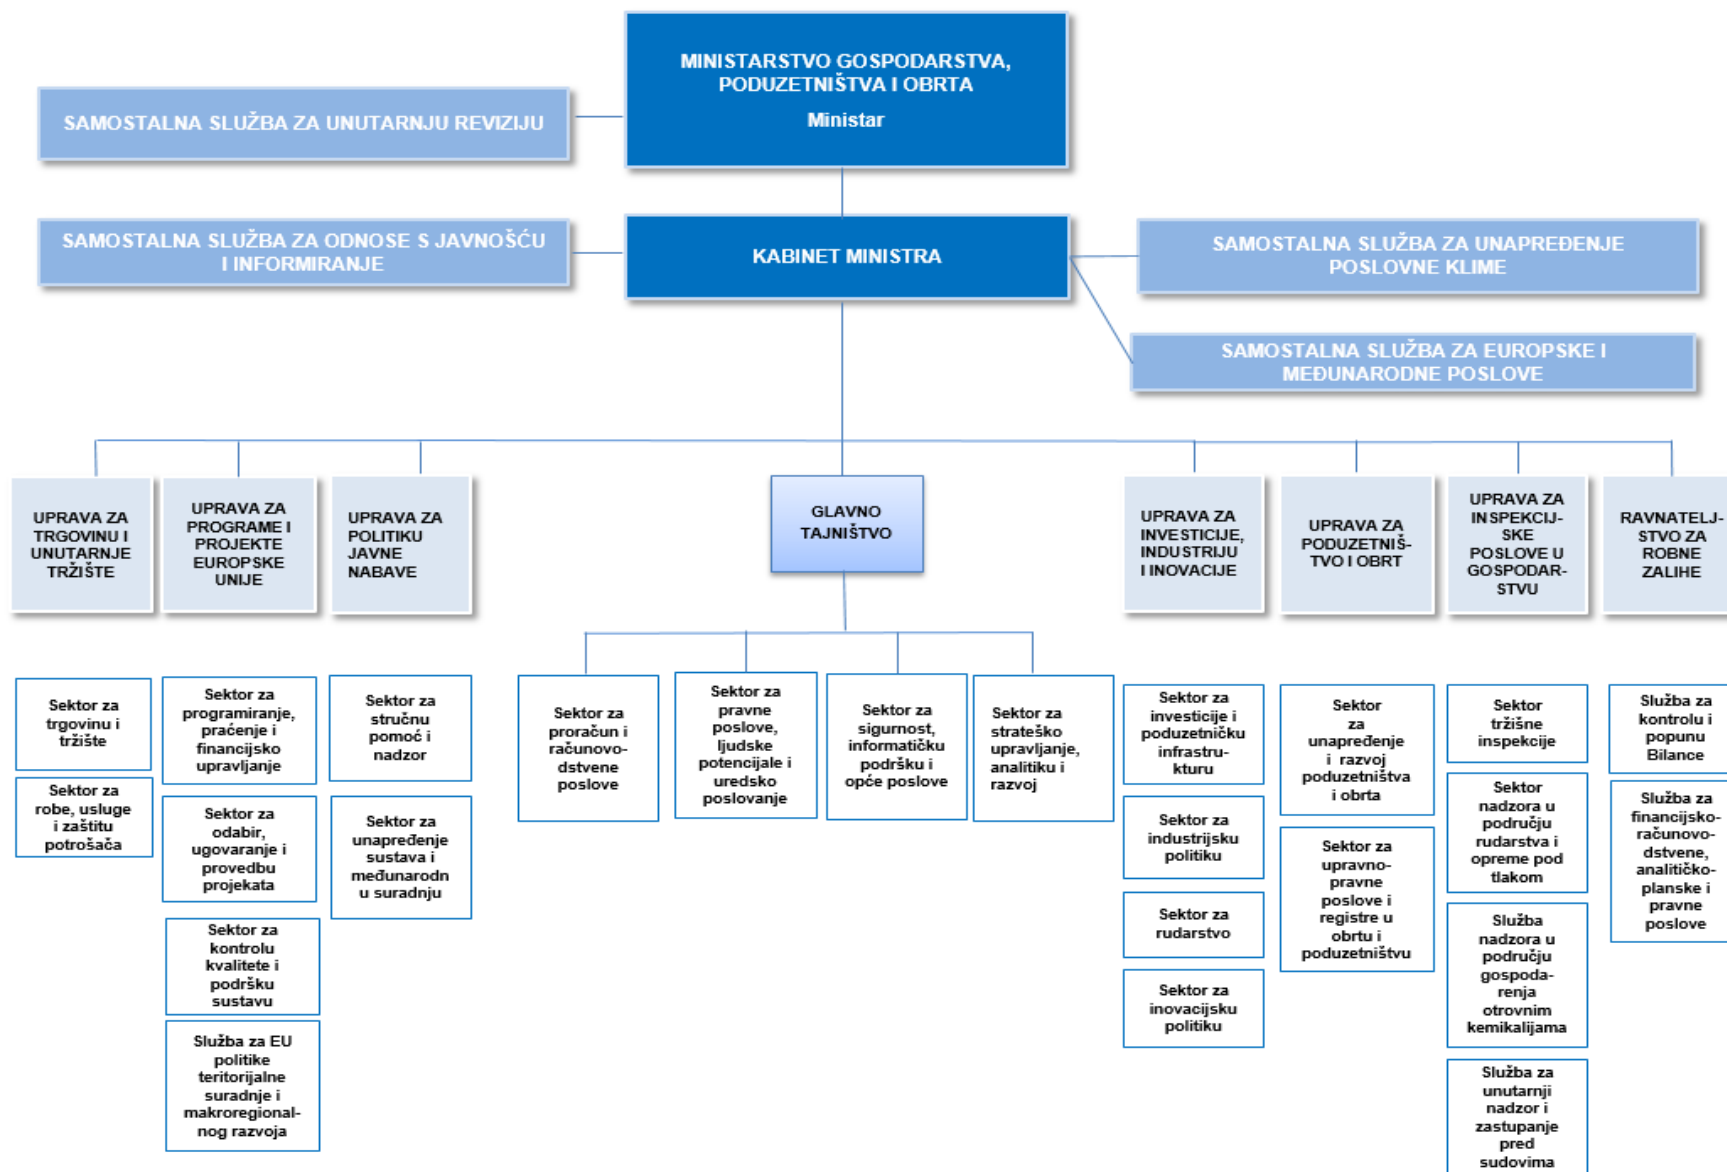 MINISTARSTVO GOSPODARSTVA,
PODUZETNIŠTVA I OBRTA
Ministar
SAMOSTALNA SLUŽBA ZA UNUTARNJU REVIZIJU
SAMOSTALNA SLUŽBA ZA ODNOSE S JAVNOŠĆU
I INFORMIRANJE
KABINET MINISTRA
SAMOSTALNA SLUŽBA ZA UNAPREĐENJE
POSLOVNE KLIME
SAMOSTALNA SLUŽBA ZA EUROPSKE I
MEĐUNARODNE POSLOVE
UPRAVA ZA
TRGOVINU I
UNUTARNJE
TRŽIŠTE
UPRAVA ZA
PROGRAME I
PROJEKTE
EUROPSKE
UNIJE
UPRAVA ZA
POLITIKU
JAVNE
NABAVE
GLAVNO
TAJNIŠTVO
UPRAVA ZA
INVESTICIJE,
INDUSTRIJU
I INOVACIJE
UPRAVA ZA
PODUZETNIŠ-
TVO I OBRT
UPRAVA ZA
INSPEKCIJ-
SKE
POSLOVE U
GOSPODAR-
STVU
RAVNATELJ-
STVO ZA
ROBNE
ZALIHE
Sektor za
trgovinu i
tržište
Sektor za
robe, usluge
i zaštitu
potrošača
Sektor za
programiranje,
praćenje i
financijsko
upravljanje
Sektor za
odabir,
ugovaranje i
provedbu
projekata
Sektor za
kontrolu
kvalitete i
podršku
sustavu
Služba za EU
politike
teritorijalne
suradnje i
makroregional-
nog razvoja
Sektor za
stručnu
pomoć i
nadzor
Sektor za
unapređenje
sustava i
međunarodn
u suradnju
Sektor za
proračun i
računovo-
dstvene
poslove
Sektor za
pravne
poslove,
ljudske
potencijale i
uredsko
poslovanje
Sektor za
sigurnost,
informatičku
podršku i
opće poslove
Sektor za
strateško
upravljanje,
analitiku i
razvoj
Sektor za
investicije i
poduzetničku
infrastru-
kturu
Sektor za
industrijsku
politiku
Sektor za
rudarstvo
Sektor za
inovacijsku
politiku
Sektor
za
unapređenje
i razvoj
poduzetništva
i obrta
Sektor za
upravno-
pravne
poslove i
registre u
obrtu i
poduzetništvu
Sektor
tržišne
inspekcije
Sektor
nadzora u
području
rudarstva i
opreme pod
tlakom
Služba
nadzora u
području
gospoda-
renja
otrovnim
kemikalijama
Služba za
unutarnji
nadzor i
zastupanje
pred
sudovima
Služba za
kontrolu i
popunu
Bilance
Služba za
financijsko-
računovo-
dstvene,
analitičko-
planske i
pravne
poslove